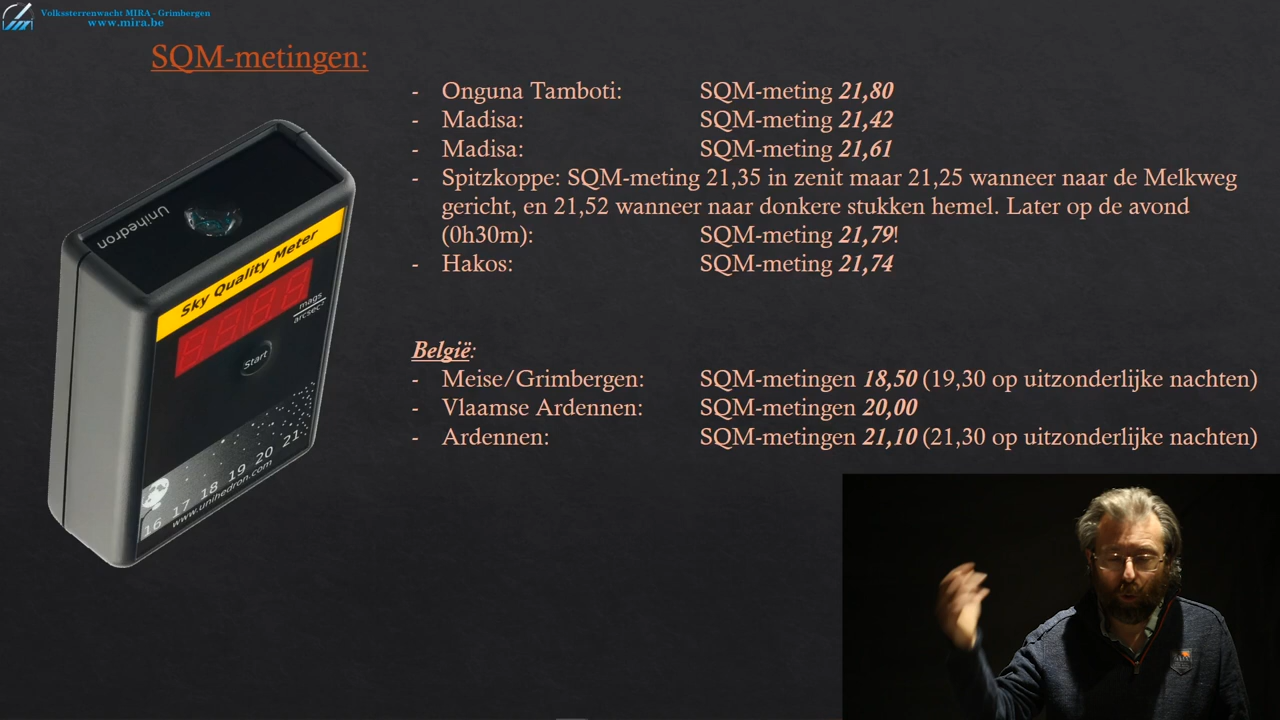 Volkssterrenwacht MIRA - Grimbergen
www.mira.be
SQM-metingen:
- Onguna Tamboti: SQM-meting 21,80
- Madisa: SQM-meting 21,42
- Madisa: SQM-meting 21,61
- Spitzkoppe: SQM-meting 21,35 in zenit maar 21,25 wanneer naar de Melkweg
gericht, en 21,52 wanneer naar donkere stukken hemel. Later op de avond
(0h30m): SQM-meting 21,79!
- Hakos: SQM-meting 21,74
België:
- Meise/Grimbergen: SQM-metingen 18,50 (19,30 op uitzonderlijke nachten)
- Vlaamse Ardennen: SQM-metingen 20,00
- Ardennen: SQM-metingen 21,10 (21,30 op uitzonderlijke nachten)
Unihedron
Sky Quality Meter
mags
arcsec²
Start
16 17 18 19 20 21
www.unihedron.com